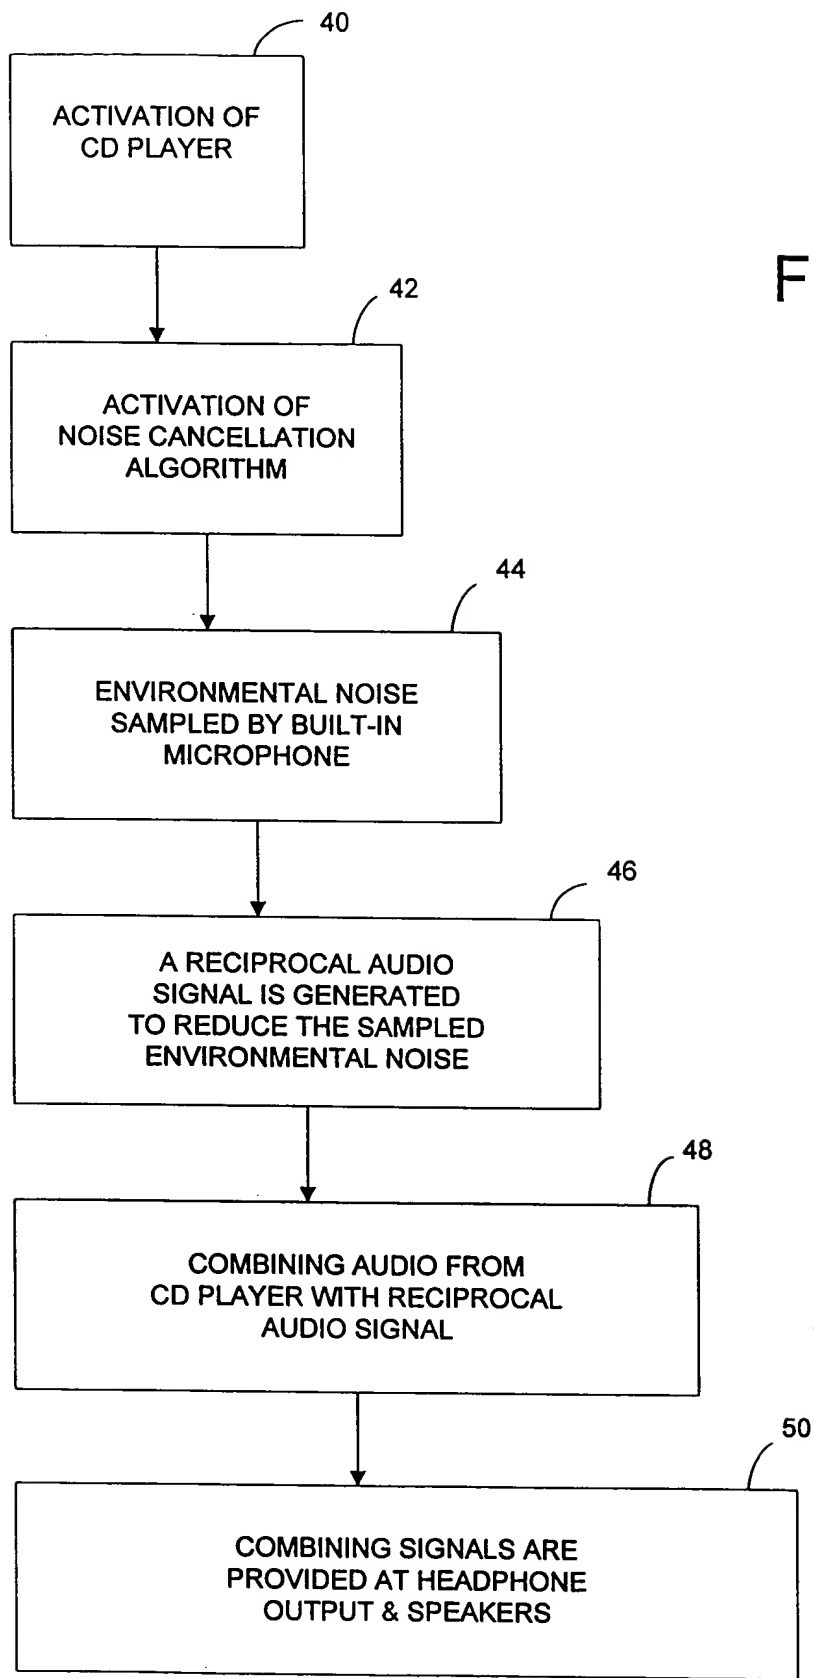 40
ACTIVATION OF
CD PLAYER
F
42
ACTIVATION OF
NOISE CANCELLATION
ALGORITHM
44
ENVIRONMENTAL NOISE
SAMPLED BY BUILT-IN
MICROPHONE
46
A RECIPROCAL AUDIO
SIGNAL IS GENERATED
TO REDUCE THE SAMPLED
ENVIRONMENTAL NOISE
48
COMBINING AUDIO FROM
CD PLAYER WITH RECIPROCAL
AUDIO SIGNAL
50
COMBINING SIGNALS ARE
PROVIDED AT HEADPHONE
OUTPUT & SPEAKERS